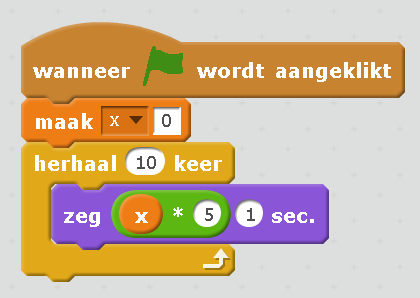 wanneer wordt aangeklikt
maak x 0
herhaal 10 keer
zeg x * 5 1 sec.